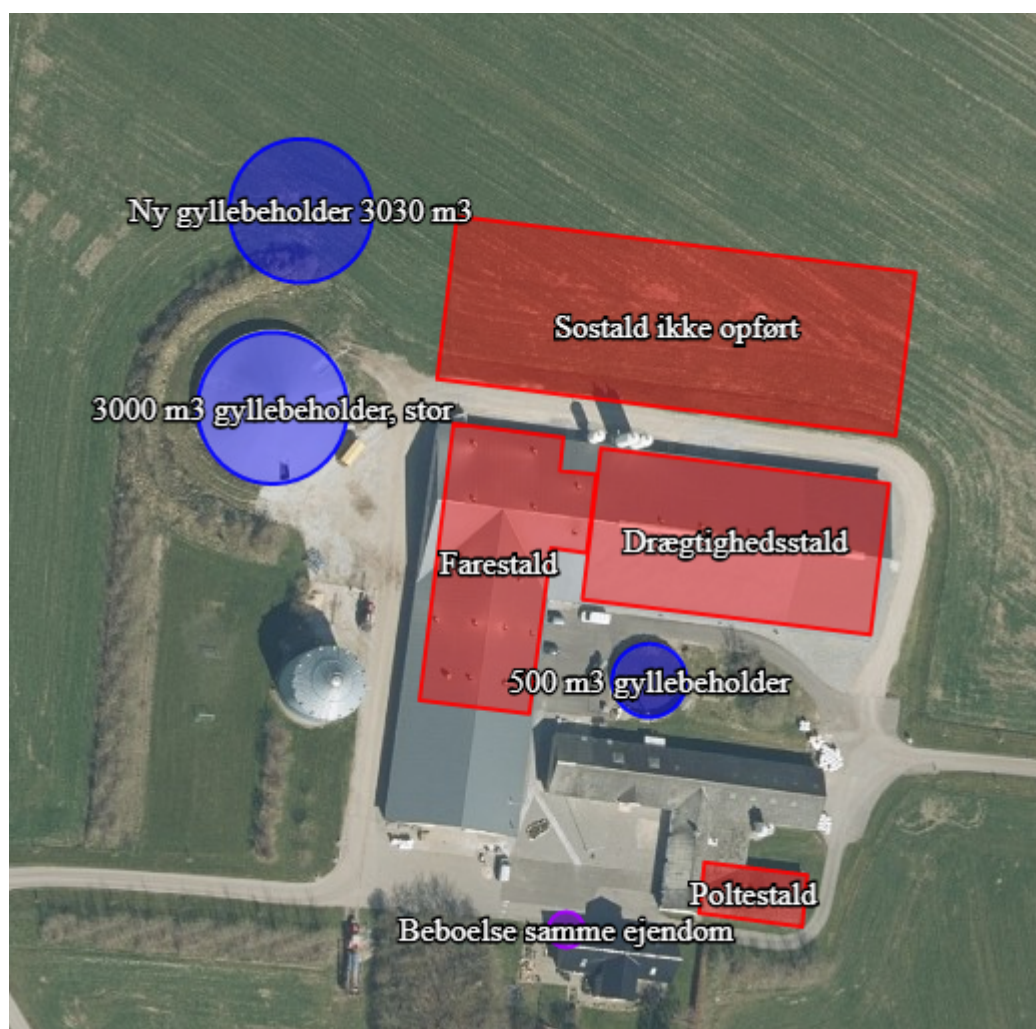 Ny gyllebeholder 3030 m3
Sostald ikke opført
3000 m3 gyllebeholder, stor
Drægtighedsstald
Farestald
500 m3 gyllebeholder
Poltestald
Beboelse samme ejendom